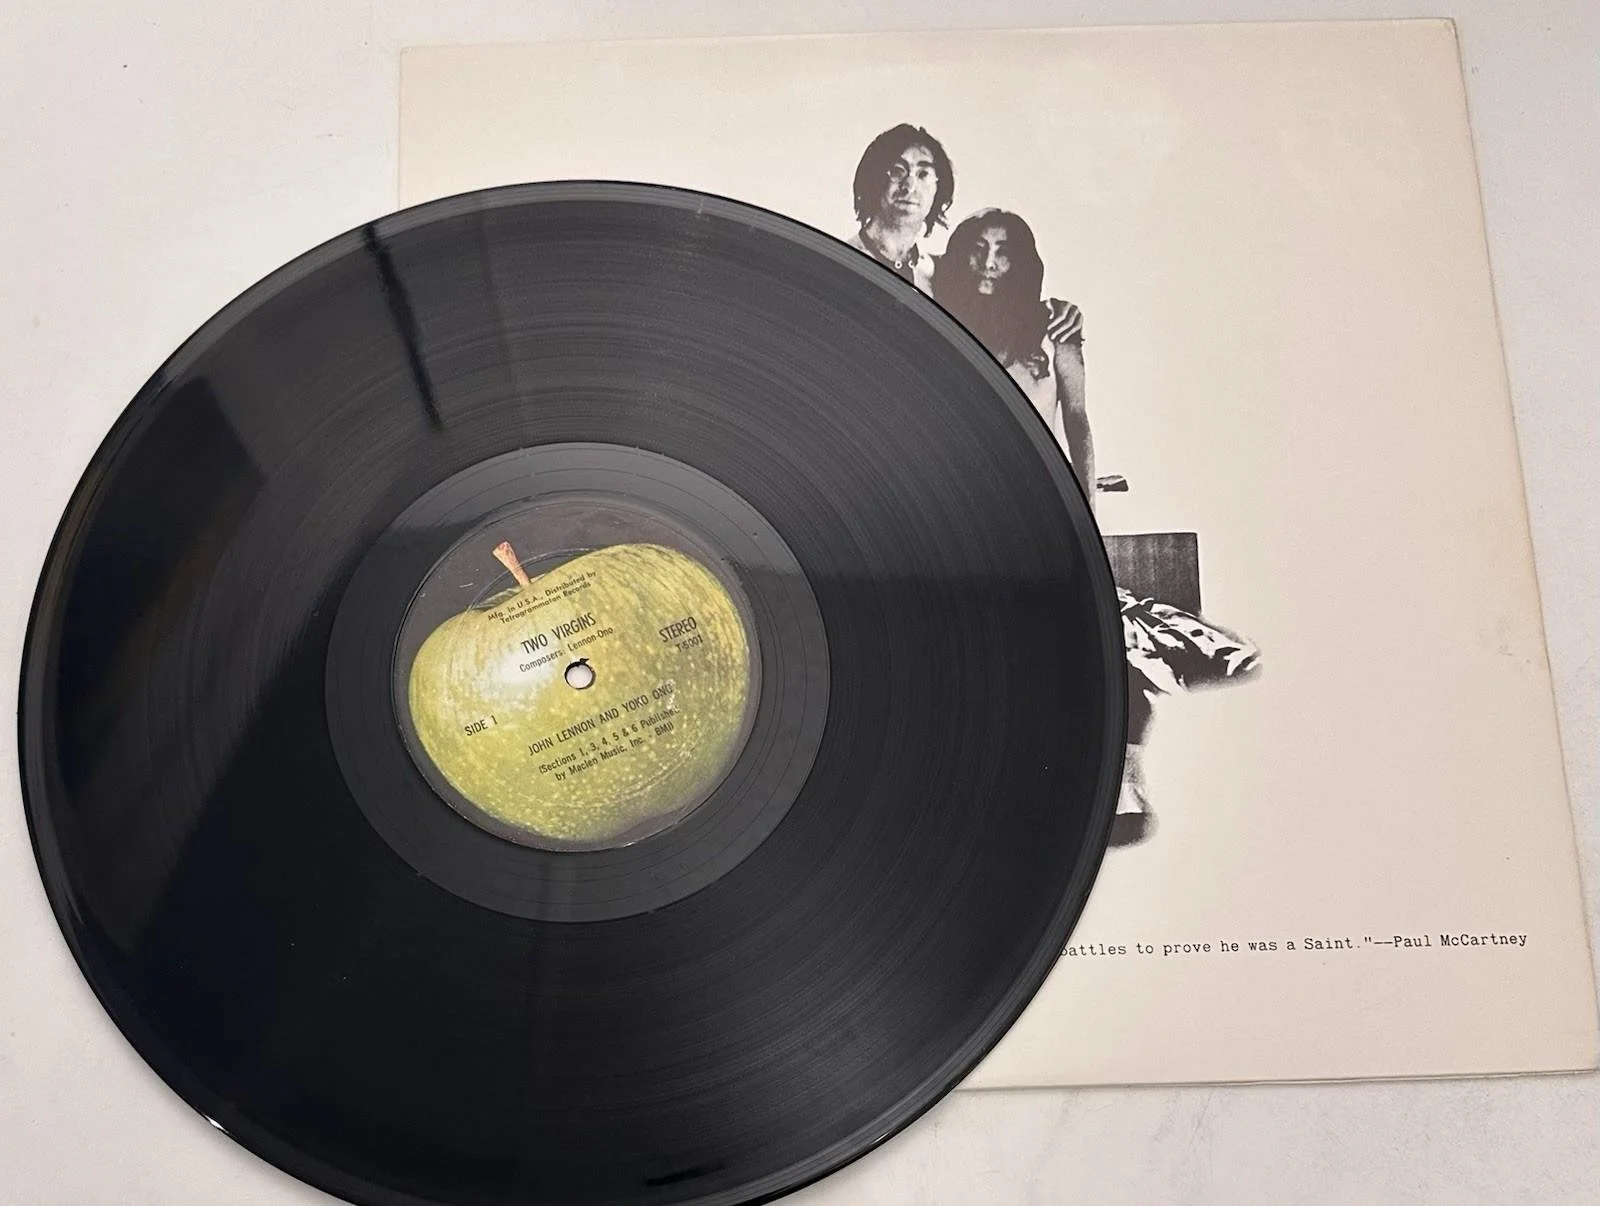 Mfg. in U.S.A., Distributed by
Tetragrammaton Records
TWO VIRGINS
Composers: Lennon-Ono
STEREO
T-5001
SIDE 1
JOHN LENNON AND YOKO ONO
(Sections 1, 3, 4, 5 & 6 Published
by Maclen Music, Inc. - BMI)
battles to prove he was a Saint."--Paul McCartney